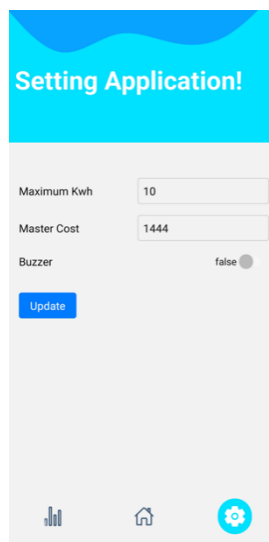 Setting Application!
Maximum Kwh 10
Master Cost 1444
Buzzer false
Update